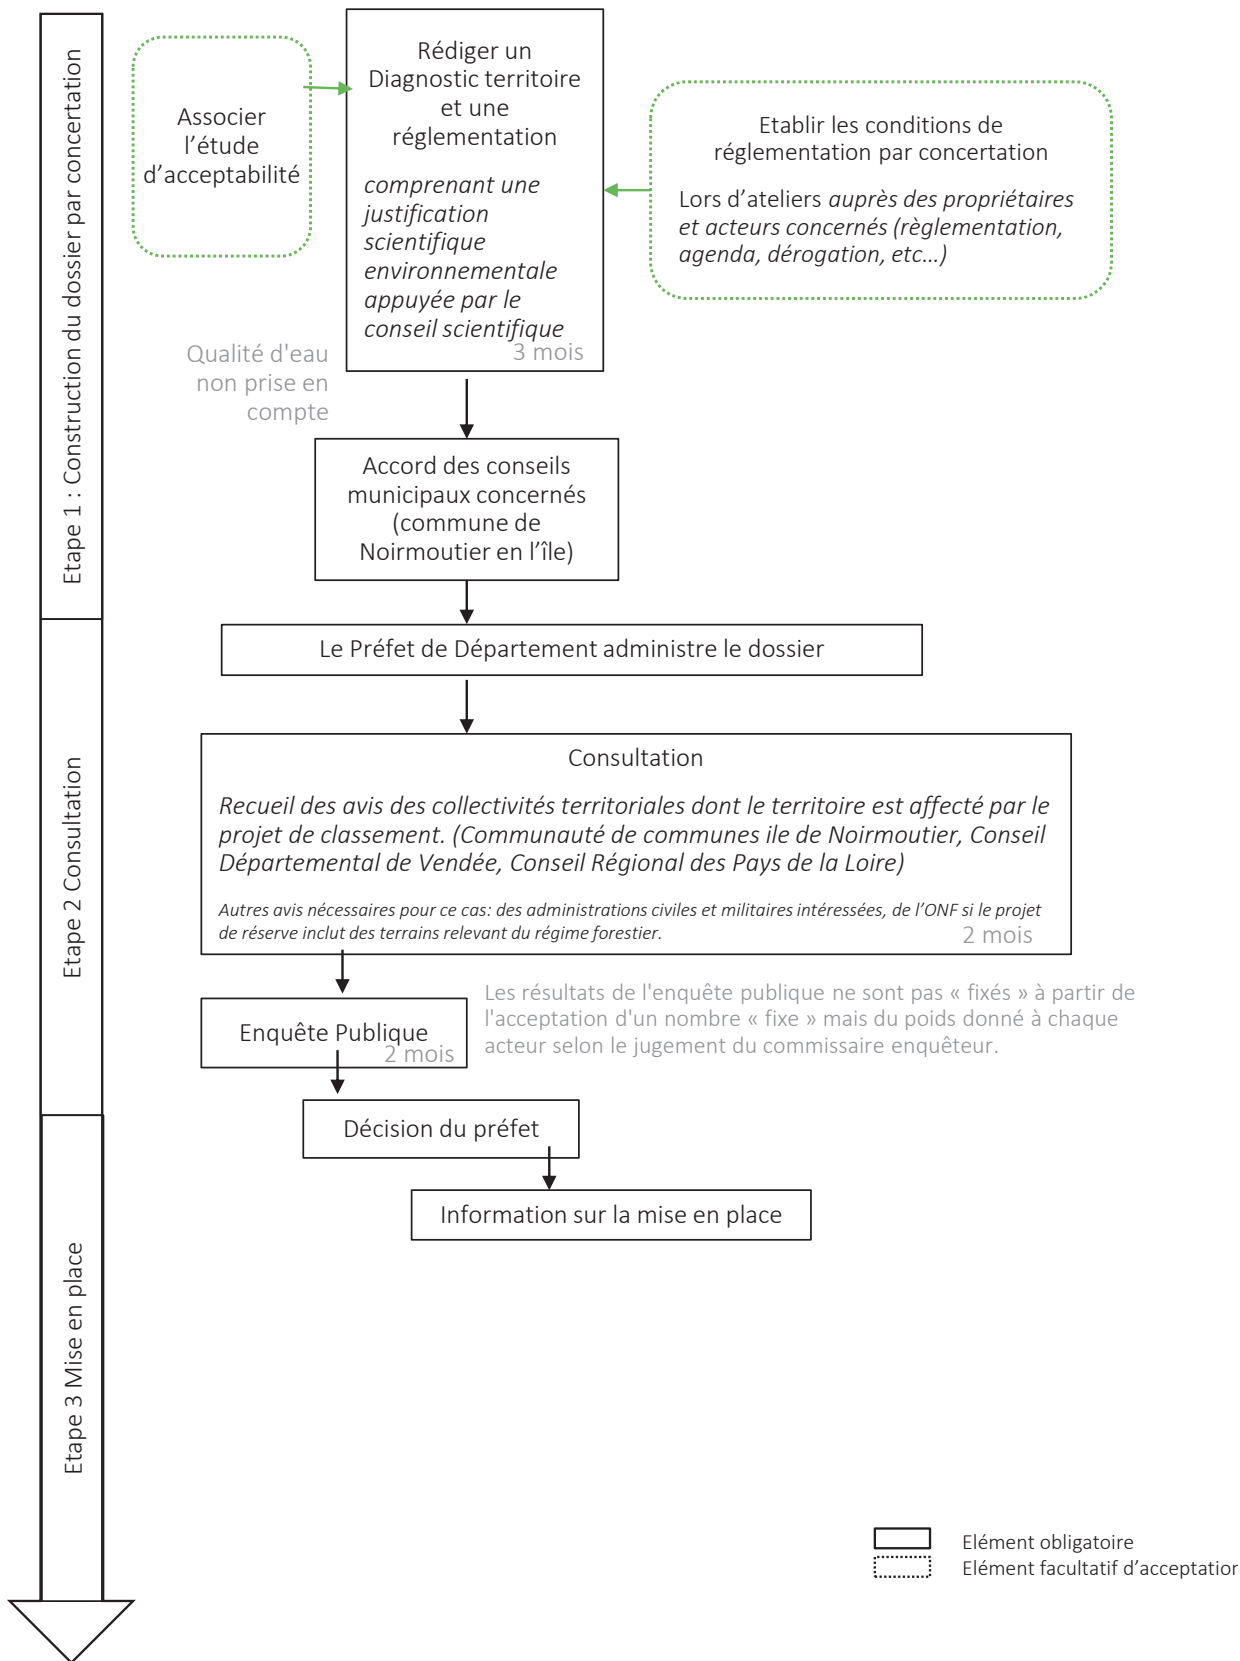 Etape 1 : Construction du dossier par concertation
Associer
l’étude
d’acceptabilité
Rédiger un
Diagnostic territoire
et une
réglementation
comprenant une
justification
scientifique
environnementale
appuyée par le
conseil scientifique
3 mois
Etablir les conditions de
réglementation par concertation
Lors d’ateliers auprès des propriétaires
et acteurs concernés (règlementation,
agenda, dérogation, etc…)
Qualité d'eau
non prise en
compte
Accord des conseils
municipaux concernés
(commune de
Noirmoutier en l’île)
Etape 2 Consultation
Le Préfet de Département administre le dossier
Consultation
Recueil des avis des collectivités territoriales dont le territoire est affecté par le
projet de classement. (Communauté de communes ile de Noirmoutier, Conseil
Départemental de Vendée, Conseil Régional des Pays de la Loire)
Autres avis nécessaires pour ce cas: des administrations civiles et militaires intéressées, de l’ONF si le projet
de réserve inclut des terrains relevant du régime forestier.
2 mois
Enquête Publique
2 mois
Les résultats de l'enquête publique ne sont pas « fixés » à partir de
l'acceptation d'un nombre « fixe » mais du poids donné à chaque
acteur selon le jugement du commissaire enquêteur.
Etape 3 Mise en place
Décision du préfet
Information sur la mise en place
Elément obligatoire
Elément facultatif d’acceptation